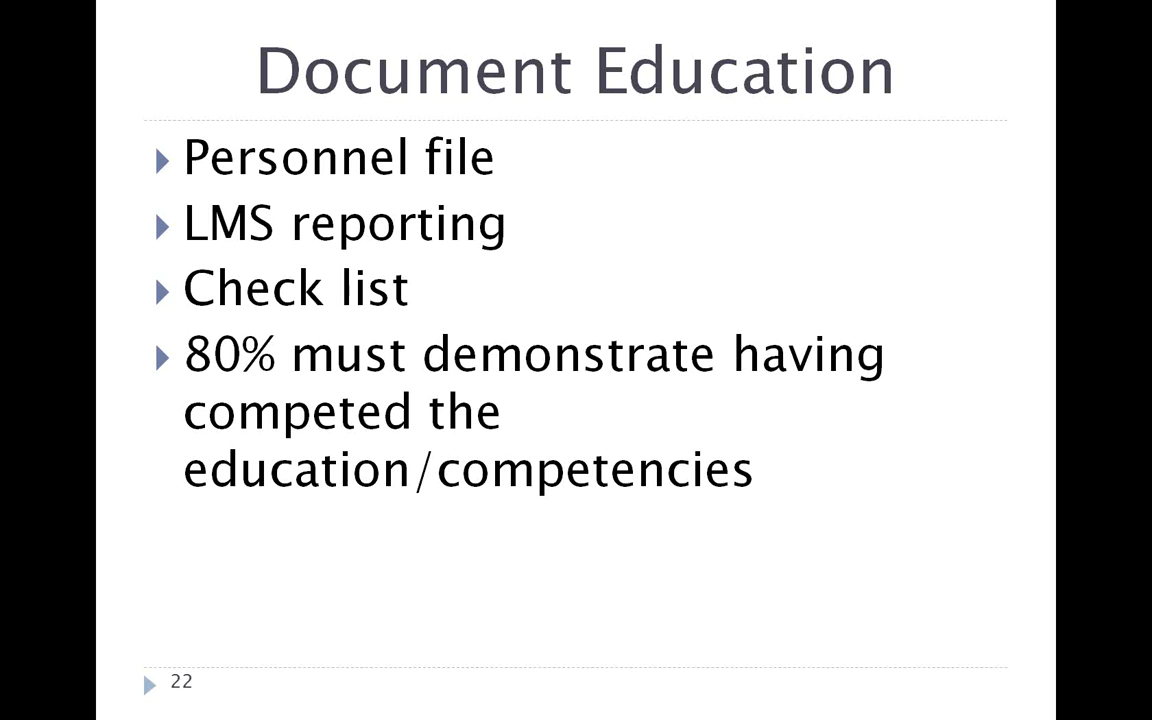 Document Education
Personnel file
LMS reporting
Check list
80% must demonstrate having
competed the
education/competencies
22